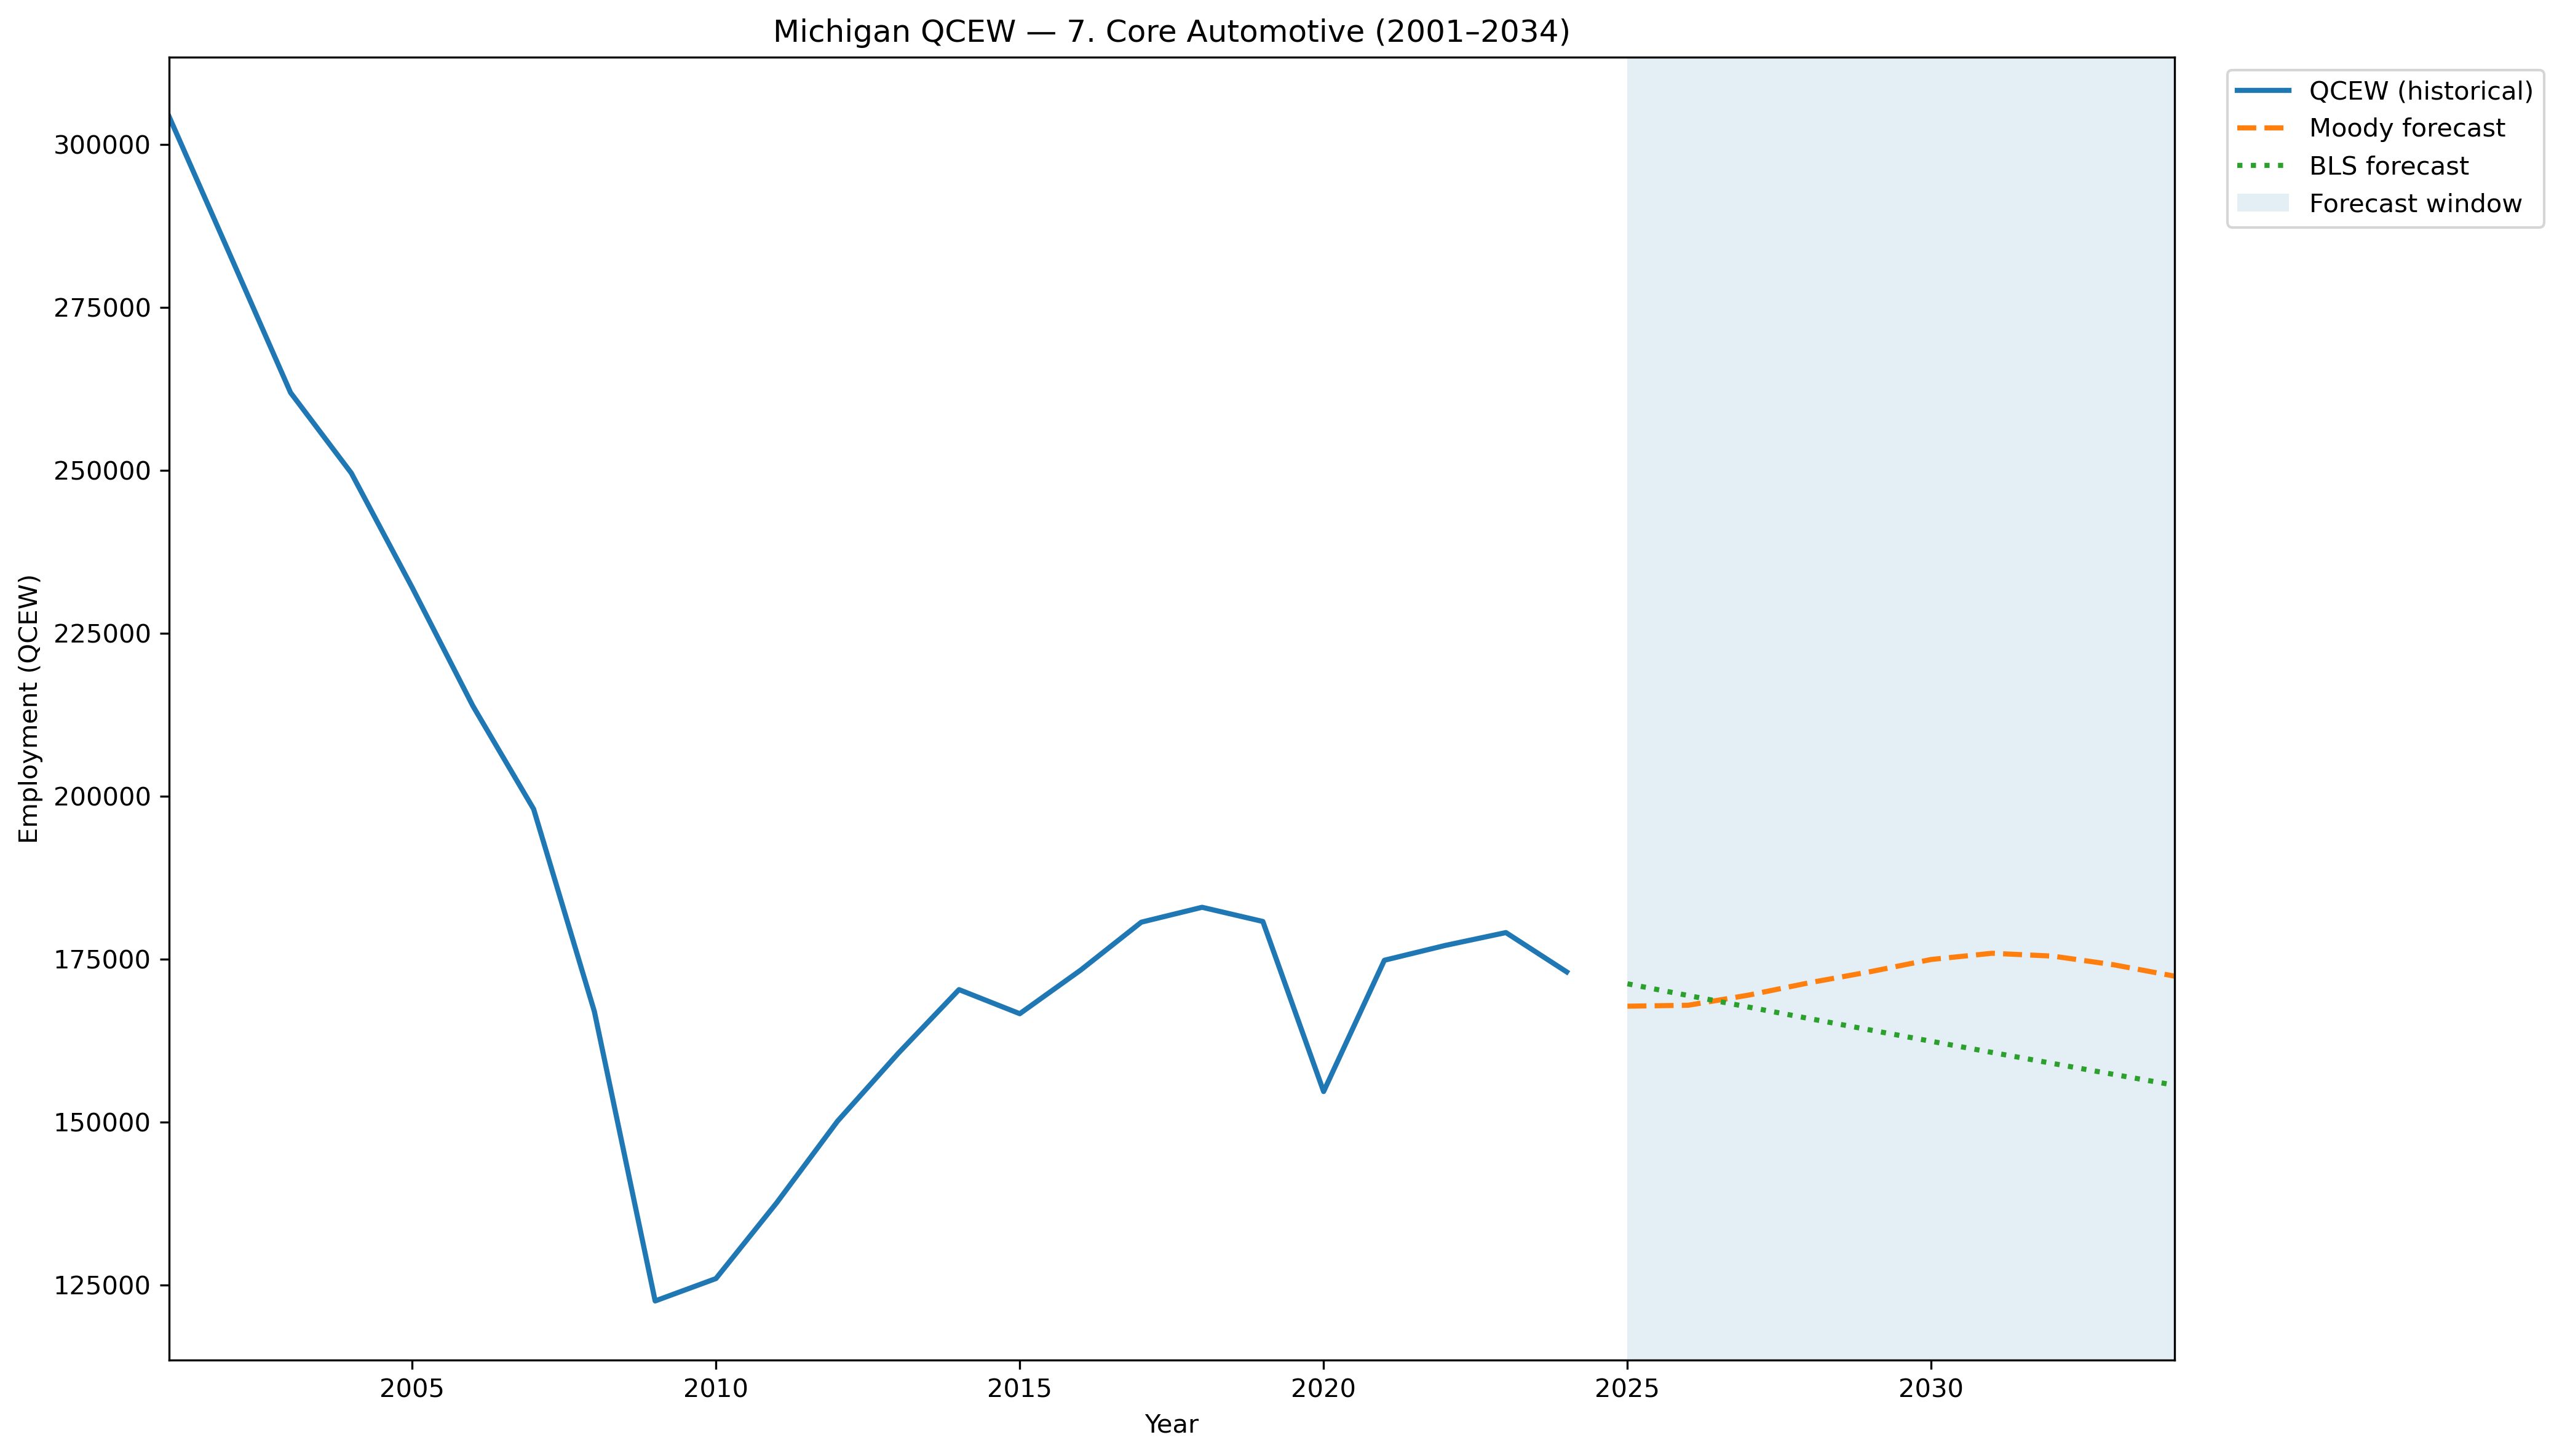 Michigan QCEW — 7. Core Automotive (2001–2034)
QCEW (historical)
Moody forecast
BLS forecast
Forecast window
Employment (QCEW)
300000
275000
250000
225000
200000
175000
150000
125000
2005 2010 2015 2020 2025 2030
Year